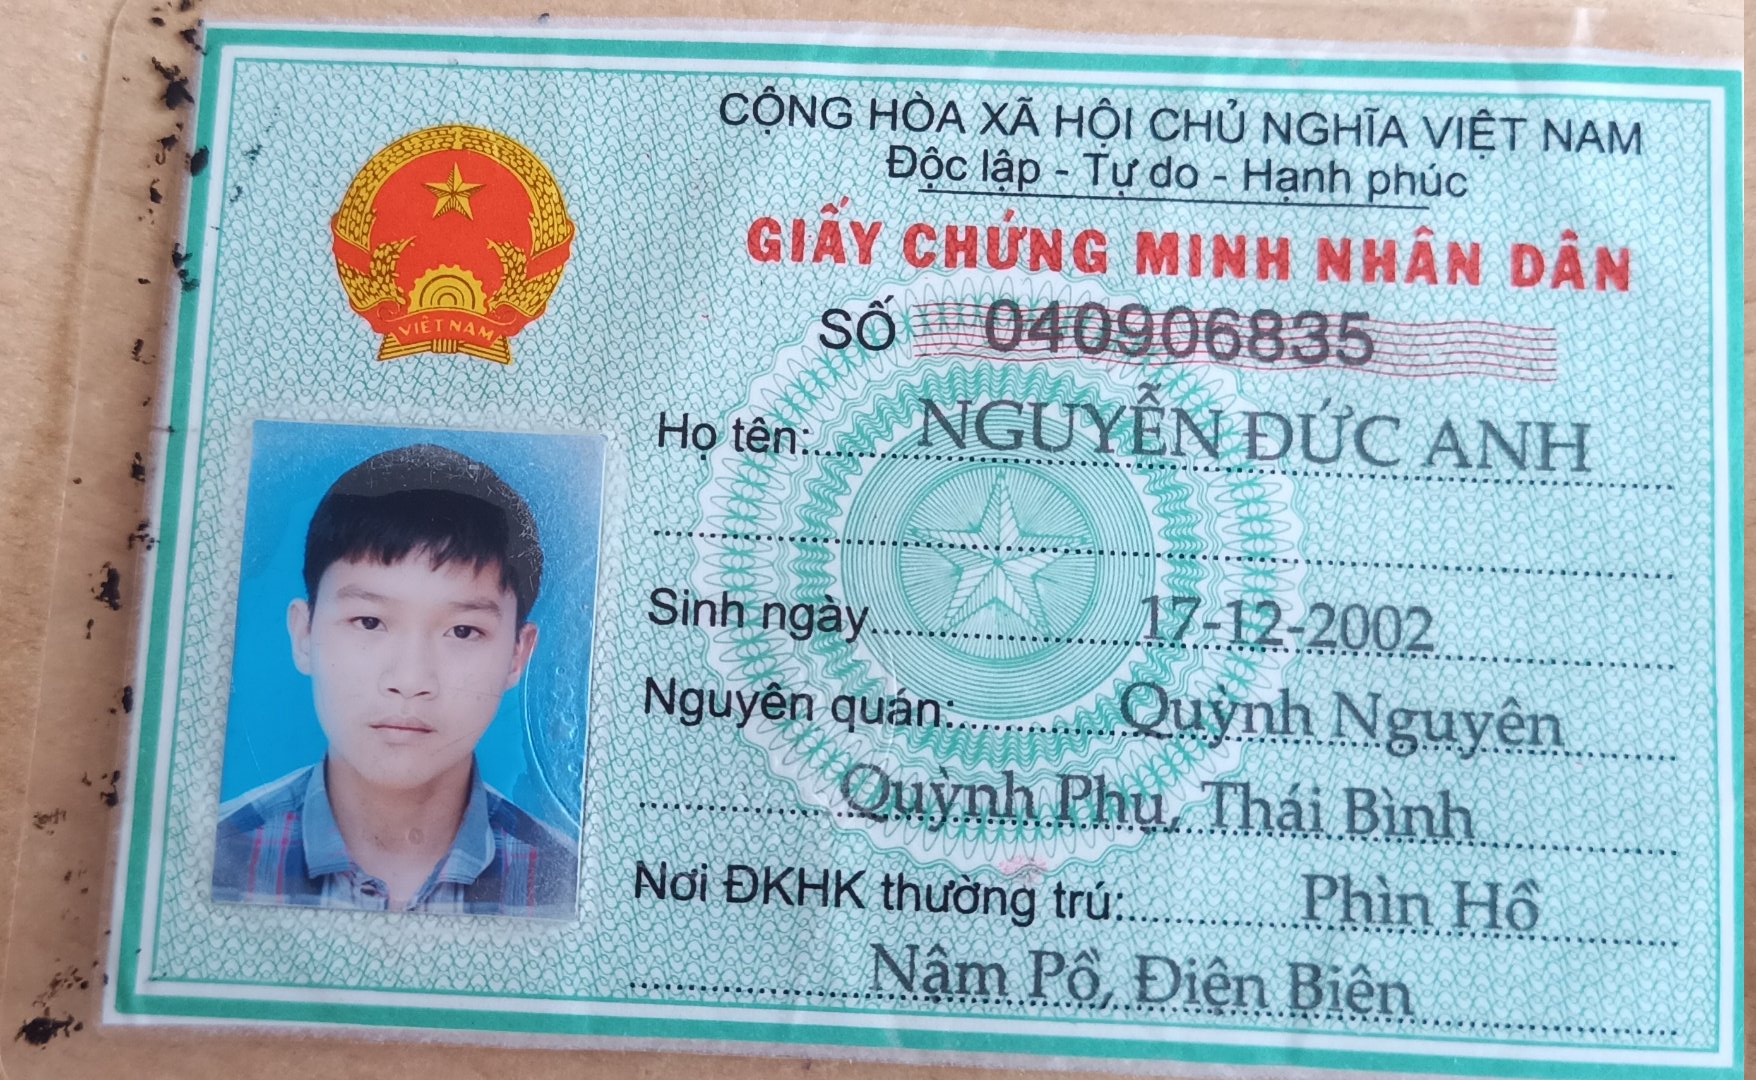 CỘNG HÒA XÃ HỘI CHỦ NGHĨA VIỆT NAM
Độc lập - Tự do - Hạnh phúc
GIẤY CHỨNG MINH NHÂN DÂN
SỐ 040906835
VIỆT NAM
Họ tên: NGUYỄN ĐỨC ANH
Sinh ngày 17-12-2002
Nguyên quán: Quỳnh Nguyên
Quỳnh Phụ, Thái Bình
Nơi ĐKHK thường trú: Phìn Hồ
Nậm Pồ, Điện Biên